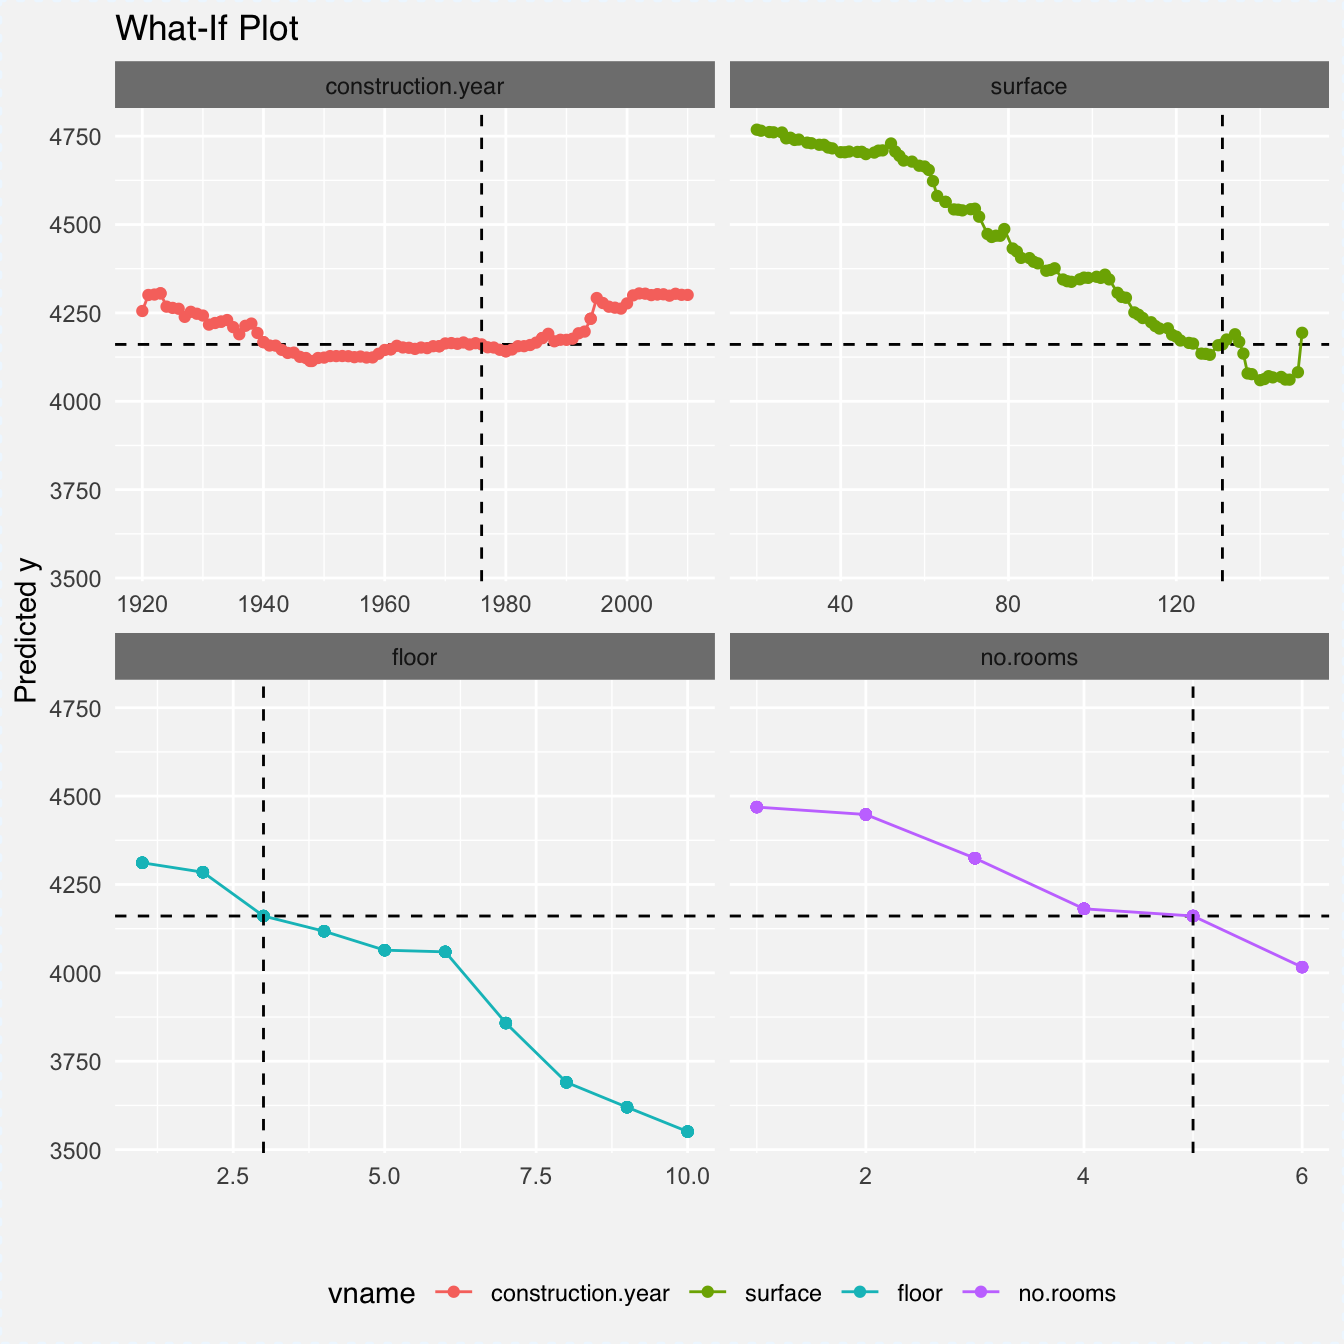 What-If Plot
construction.year
surface
4750
4500
4250
4000
3750
3500
1920 1940 1960 1980 2000
40 80 120
Predicted y
floor
no.rooms
4750
4500
4250
4000
3750
3500
2.5 5.0 7.5 10.0
2 4 6
vname construction.year surface floor no.rooms